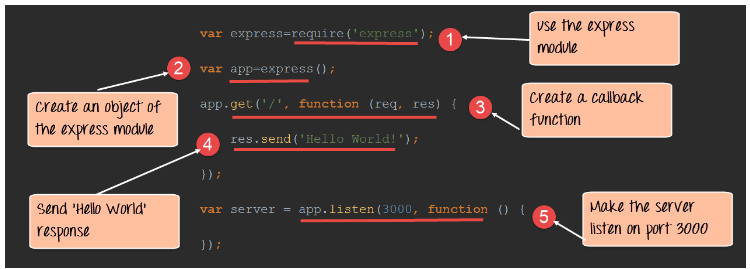 var express=require('express');
1
use the express
module
2
var app=express();
Create an object of
the express module
app.get('/', function (req, res) {
3
Create a callback
function
4
res.send('Hello World!');
});
Send 'Hello World'
response
var server = app.listen(3000, function () {
5
Make the server
listen on port 3000
});